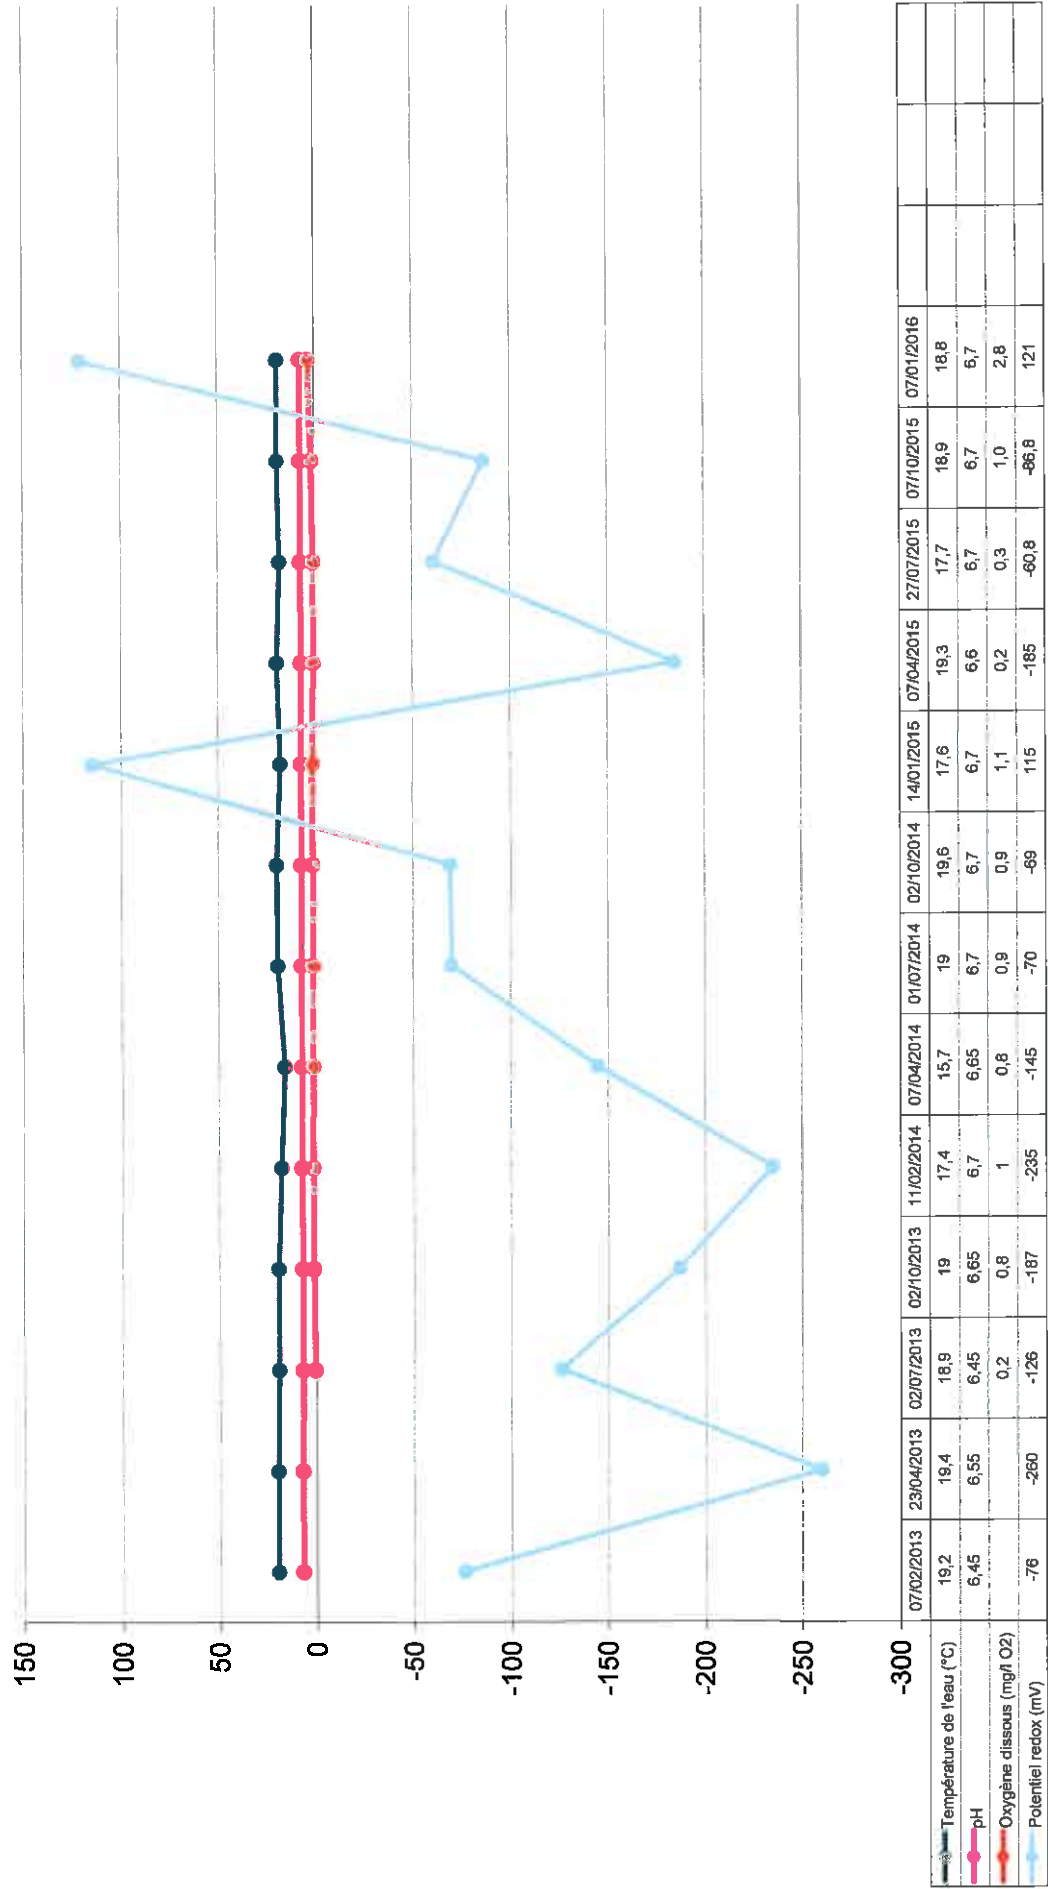 150
100
50
0
-50
-100
-150
-200
-250
-300
07/02/2013 23/04/2013 02/07/2013 02/10/2013 11/02/2014 07/04/2014 01/07/2014 02/10/2014 14/01/2015 07/04/2015 27/07/2015 07/10/2015 07/01/2016
Température de l'eau (°C) 19,2 19,4 18,9 19 17,4 15,7 19 19,6 17,6 19,3 17,7 18,9 18,8
pH 6,45 6,55 6,45 6,65 6,7 6,65 6,7 6,7 6,7 6,6 6,7 6,7 6,7
Oxygène dissous (mg/l O2) 0,2 0,8 1 0,8 0,9 0,9 1,1 0,2 0,3 1,0 2,8
Potentiel redox (mV) -76 -260 -126 -187 -235 -145 -70 -69 115 -185 -60,8 -86,8 121